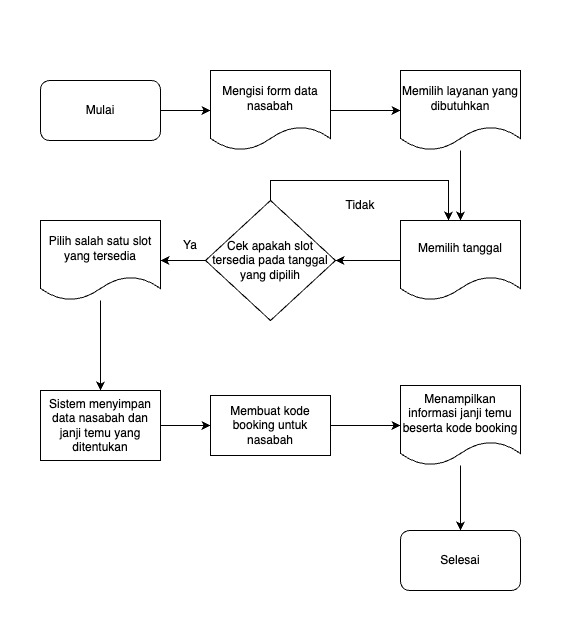 Mulai
Mengisi form data
nasabah
Memilih layanan yang
dibutuhkan
Tidak
Pilih salah satu slot
yang tersedia
Ya
Cek apakah slot
tersedia pada tanggal
yang dipilih
Memilih tanggal
Sistem menyimpan
data nasabah dan
janji temu yang
ditentukan
Membuat kode
booking untuk
nasabah
Menampilkan
informasi janji temu
beserta kode booking
Selesai